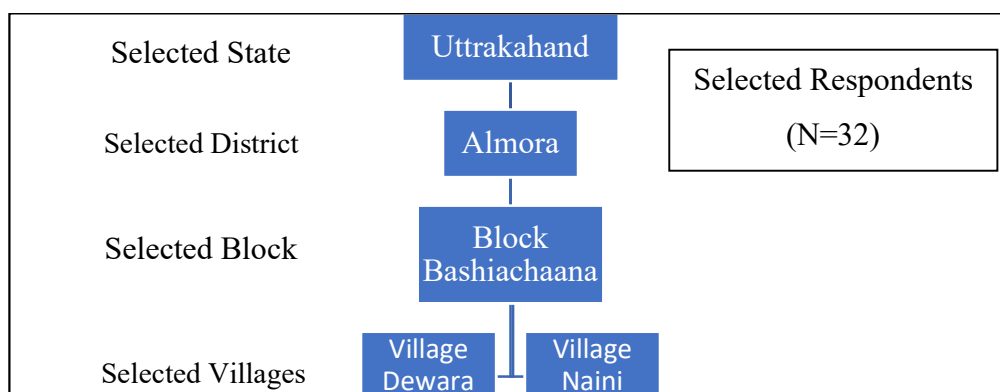 Selected State
Uttrakahand
Selected Respondents
(N=32)
Selected District
Almora
Selected Block
Block
Bashiachaana
Selected Villages
Village
Dewara
Village
Naini